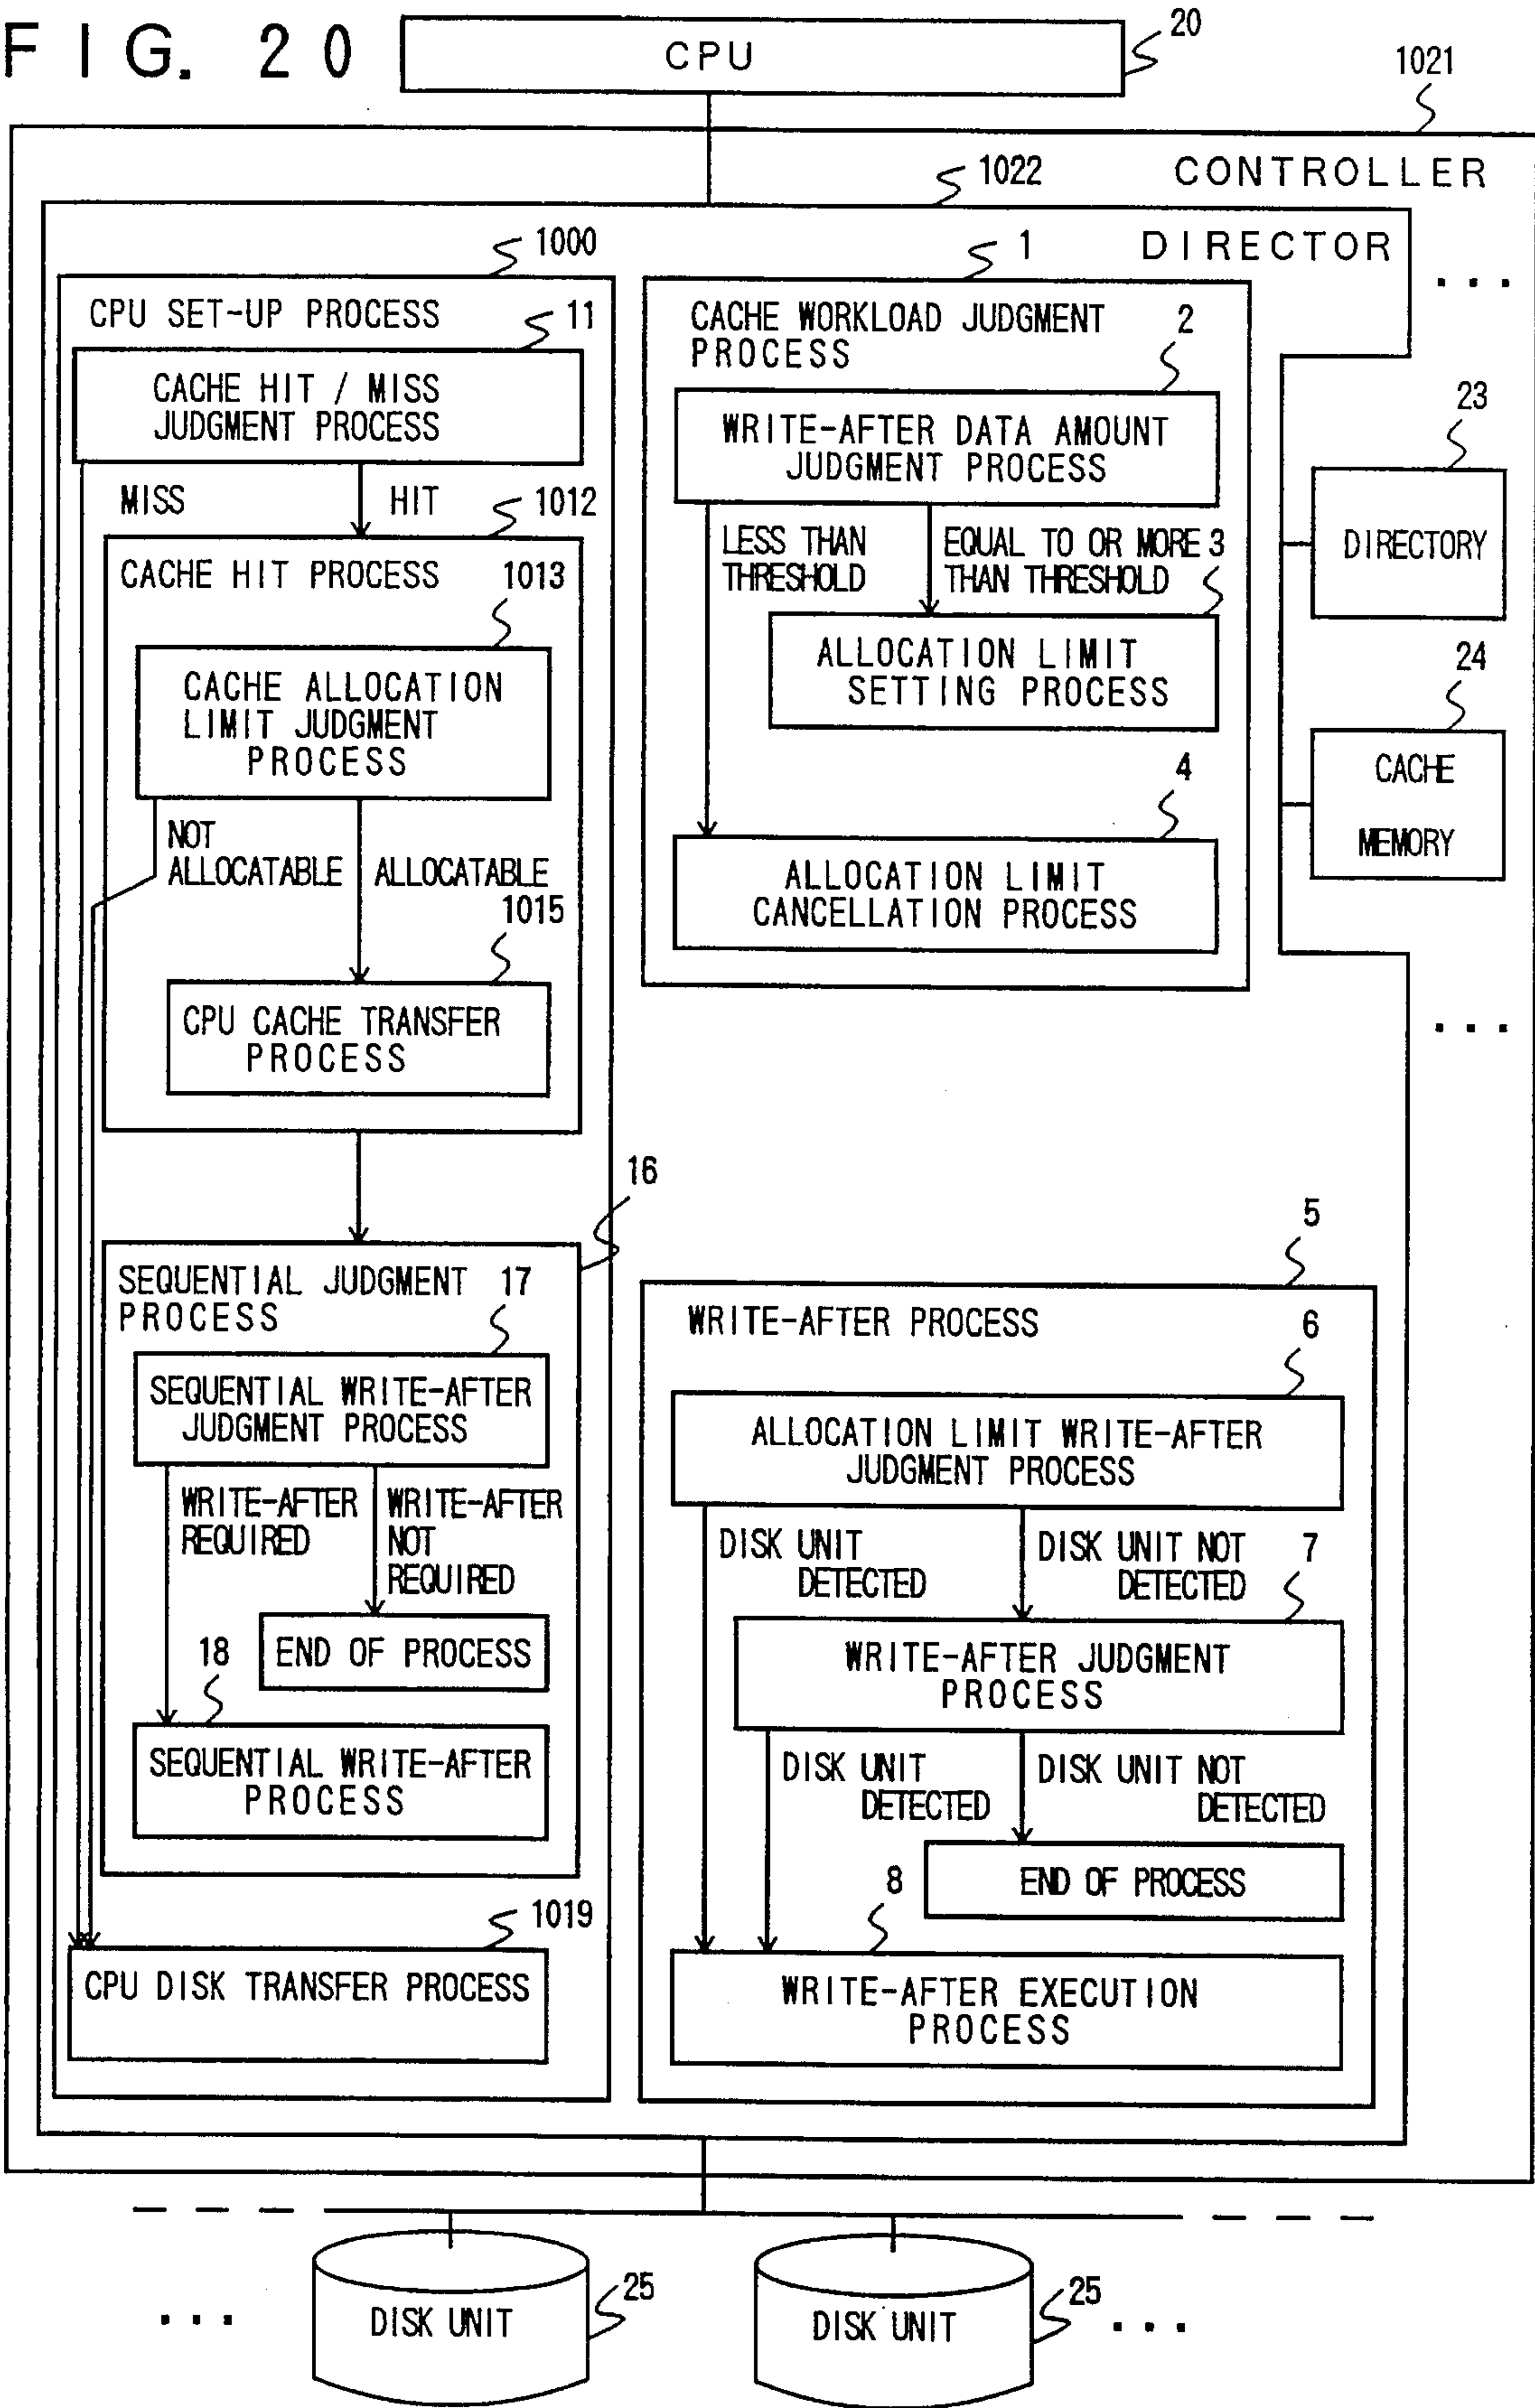 FIG. 20
CPU
20
1021
CONTROLLER
1022
DIRECTOR
1000
CPU SET-UP PROCESS
11
CACHE HIT / MISS
JUDGMENT PROCESS
MISS
HIT
1012
CACHE HIT PROCESS
1013
CACHE ALLOCATION
LIMIT JUDGMENT
PROCESS
NOT
ALLOCATABLE
ALLOCATABLE
1015
CPU CACHE TRANSFER
PROCESS
16
SEQUENTIAL JUDGMENT
PROCESS
17
SEQUENTIAL WRITE-AFTER
JUDGMENT PROCESS
WRITE-AFTER
REQUIRED
WRITE-AFTER
NOT
REQUIRED
END OF PROCESS
18
SEQUENTIAL WRITE-AFTER
PROCESS
1019
CPU DISK TRANSFER PROCESS
1
CACHE WORKLOAD JUDGMENT
PROCESS
2
WRITE-AFTER DATA AMOUNT
JUDGMENT PROCESS
LESS THAN
THRESHOLD
EQUAL TO OR MORE
THAN THRESHOLD
3
ALLOCATION LIMIT
SETTING PROCESS
4
ALLOCATION LIMIT
CANCELLATION PROCESS
...
23
DIRECTORY
24
CACHE
MEMORY
...
5
WRITE-AFTER PROCESS
6
ALLOCATION LIMIT WRITE-AFTER
JUDGMENT PROCESS
DISK UNIT
DETECTED
DISK UNIT NOT
DETECTED
7
WRITE-AFTER JUDGMENT
PROCESS
DISK UNIT
DETECTED
DISK UNIT NOT
DETECTED
END OF PROCESS
8
WRITE-AFTER EXECUTION
PROCESS
...
DISK UNIT
25
DISK UNIT
25
...